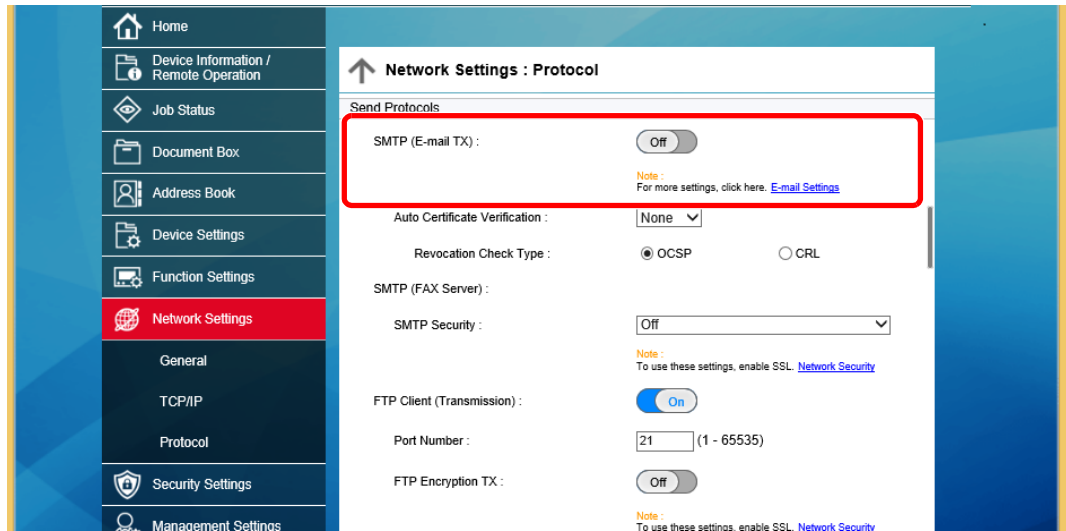 Home
Device Information /
Remote Operation
Job Status
Document Box
Address Book
Device Settings
Function Settings
Network Settings
General
TCP/IP
Protocol
Security Settings
Management Settings
Network Settings : Protocol
Send Protocols
SMTP (E-mail TX) : Off
Note :
For more settings, click here. E-mail Settings
Auto Certificate Verification : None
Revocation Check Type : OCSP CRL
SMTP (FAX Server) :
SMTP Security : Off
Note :
To use these settings, enable SSL. Network Security
FTP Client (Transmission) : On
Port Number : 21 (1 - 65535)
FTP Encryption TX : Off
Note :
To use these settings, enable SSL. Network Security